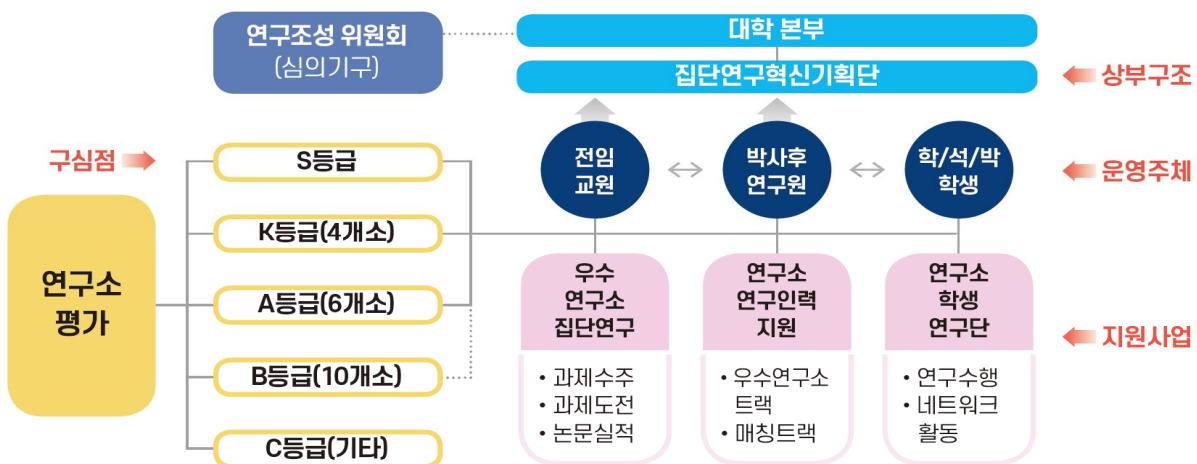 연구조성 위원회
(심의기구)
대학 본부
집단연구혁신기획단
상부구조
구심점
S등급
K등급(4개소)
A등급(6개소)
B등급(10개소)
C등급(기타)
연구소
평가
전임
교원
박사후
연구원
학/석/박
학생
운영주체
우수
연구소
집단연구
• 과제수주
• 과제도전
• 논문실적
연구소
연구인력
지원
• 우수연구소
트랙
• 매칭트랙
연구소
학생
연구단
• 연구수행
• 네트워크
활동
지원사업